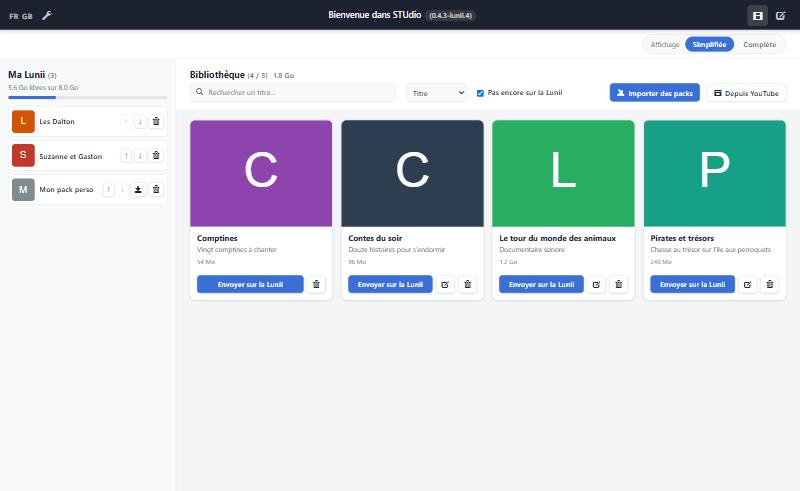 FR GB
Bienvenue dans STUdio (0.4.3-lunii.4)
Affichage Simplifiée Complète
Ma Lunii (3)
5.6 Go libres sur 8.0 Go
L Les Dalton
S Suzanne et Gaston
M Mon pack perso
Bibliothèque (4 / 5) 1.8 Go
Rechercher un titre...
Titre
Pas encore sur la Lunii
Importer des packs
Depuis YouTube
C
Comptines
Vingt comptines à chanter
54 Mo
Envoyer sur la Lunii
C
Contes du soir
Douze histoires pour s'endormir
96 Mo
Envoyer sur la Lunii
L
Le tour du monde des animaux
Documentaire sonore
1.2 Go
Envoyer sur la Lunii
P
Pirates et trésors
Chasse au trésor sur l'île aux perroquets
240 Mo
Envoyer sur la Lunii